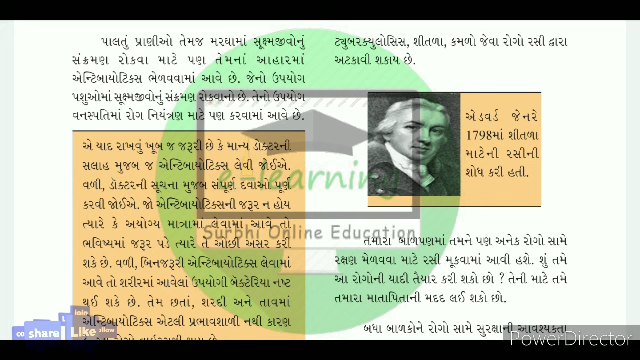 પાલતું પ્રાણીઓ તેમજ મરઘામાં સૂક્ષ્મજીવોનું
સંક્રમણ રોકવા માટે પણ તેમનાં આહારમાં
એન્ટિબાયોટિક્સ ભેળવવામાં આવે છે. જેનો ઉપયોગ
પશુઓમાં સૂક્ષ્મજીવોનું સંક્રમણ રોકવાનો છે. તેનો ઉપયોગ
વનસ્પતિમાં રોગ નિયંત્રણ માટે પણ કરવામાં આવે છે.
એ યાદ રાખવું ખૂબ જ જરૂરી છે કે માન્ય ડૉક્ટરની
સલાહ મુજબ જ એન્ટિબાયોટિક્સ લેવી જોઈએ.
વળી, ડૉક્ટરની સૂચના મુજબ સંપૂર્ણ દવાઓ પૂર્ણ
કરવી જોઈએ. જો એન્ટિબાયોટિક્સની જરૂર ન હોય
ત્યારે કે અયોગ્ય માત્રામાં લેવામાં આવે તો
ભવિષ્યમાં જરૂર પડે ત્યારે તે ઓછી અસર કરી
શકે છે. વળી, બિનજરૂરી એન્ટિબાયોટિક્સ લેવામાં
આવે તો શરીરમાં આવેલાં ઉપયોગી બૅક્ટેરિયા નષ્ટ
થઈ શકે છે. તેમ છતાં, શરદી અને તાવમાં
એન્ટિબાયોટિક્સ એટલી પ્રભાવશાળી નથી કારણ
ટ્યુબરક્યુલોસિસ, શીતળા, કમળો જેવા રોગો રસી દ્વારા
અટકાવી શકાય છે.
એડવર્ડ જેનરે
1798માં શીતળા
માટેની રસીની
શોધ કરી હતી.
તમારા બાળપણમાં તમને પણ અનેક રોગો સામે
રક્ષણ મેળવવા માટે રસી મૂકવામાં આવી હશે. શું તમે
આ રોગોની યાદી તૈયાર કરી શકો છો ? તેની માટે તમે
તમારા માતાપિતાની મદદ લઈ શકો છો.
બધા બાળકોને રોગો સામે સુરક્ષાની આવશ્યકતા
e-learning
Surbhi Online Education
join
co share Like show
PowerDirector